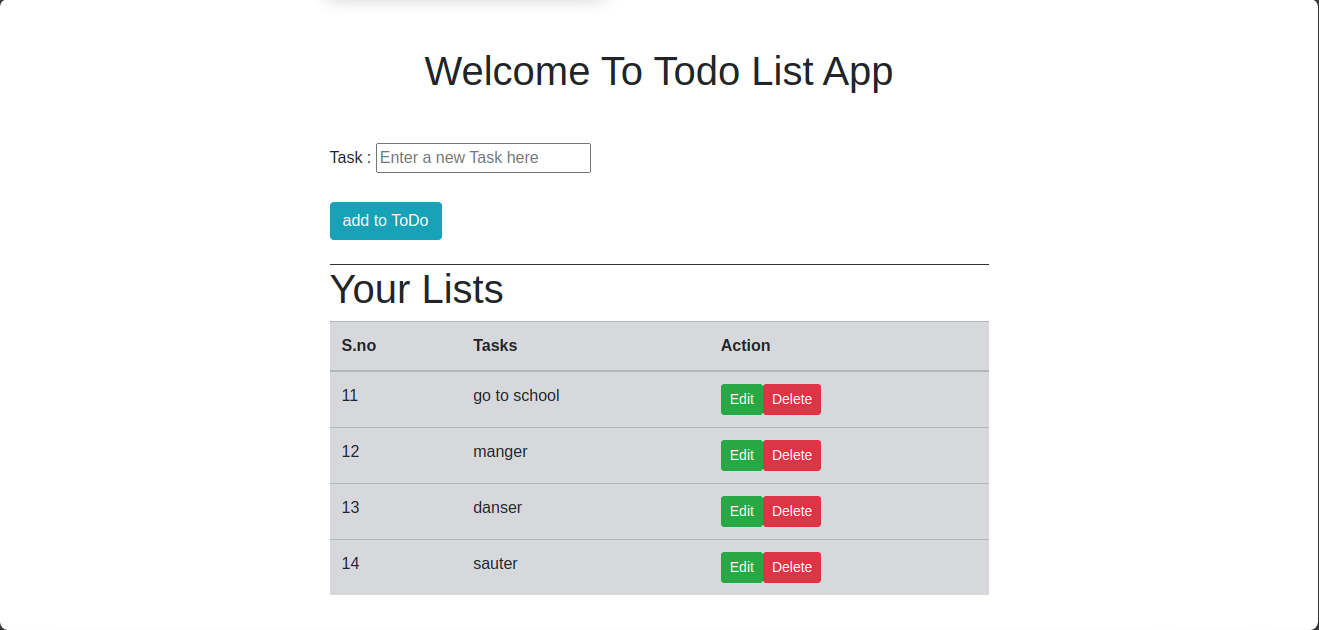 Welcome To Todo List App
Task : Enter a new Task here
add to ToDo
Your Lists
S.no Tasks Action
11 go to school Edit Delete
12 manger Edit Delete
13 danser Edit Delete
14 sauter Edit Delete